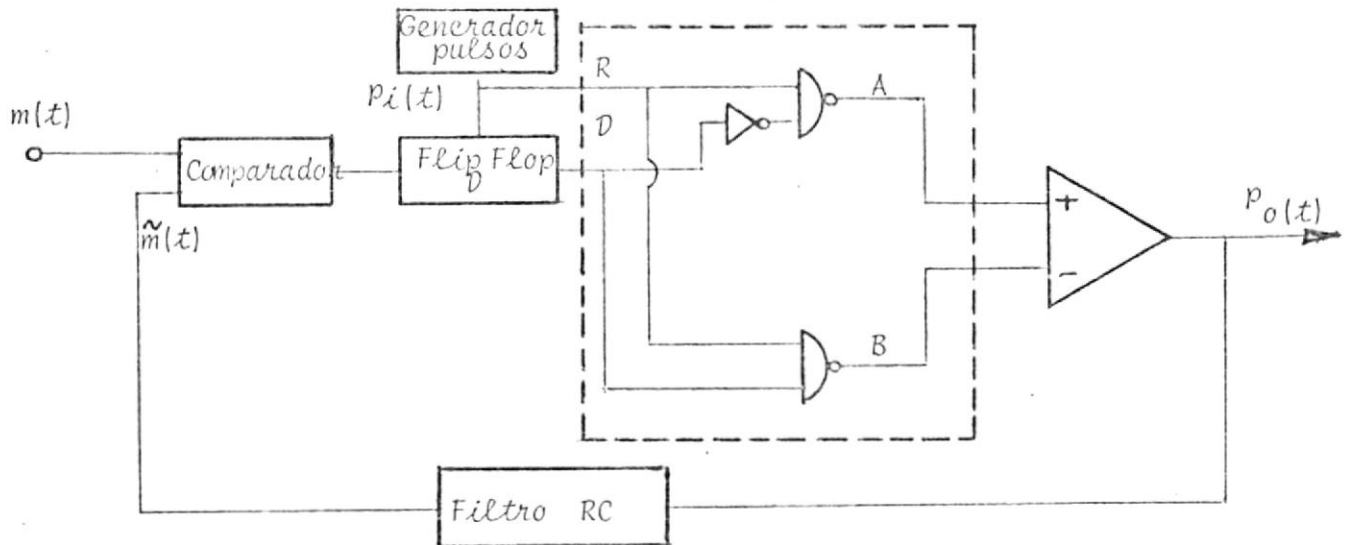 Generador
pulsos
pi(t)
R
D
A
m(t)
Comparador
Flip Flop
D
m̃(t)
+
-
po(t)
B
Filtro RC